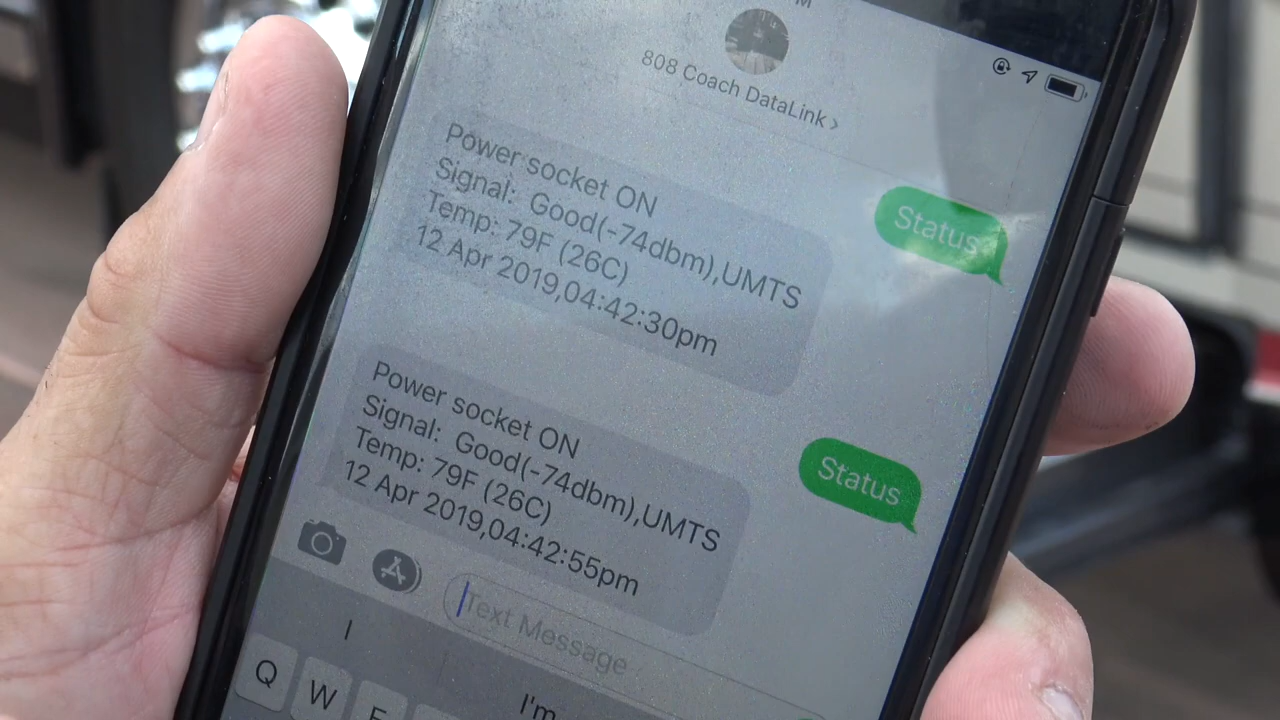 808 Coach DataLink >
Status
Power socket ON
Signal:  Good(-74dbm),UMTS
Temp: 79F (26C)
12 Apr 2019,04:42:30pm
Status
Power socket ON
Signal:  Good(-74dbm),UMTS
Temp: 79F (26C)
12 Apr 2019,04:42:55pm
Text Message
I
I'm
Q W